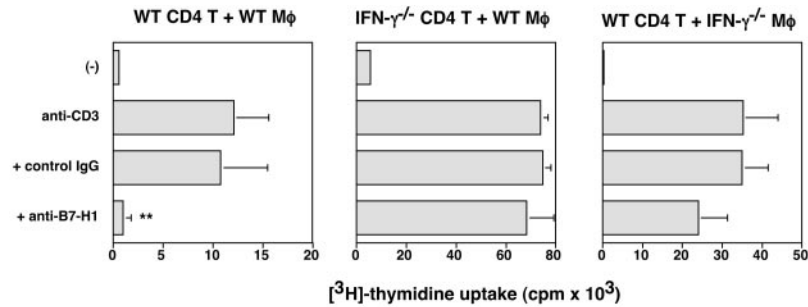 WT CD4 T + WT Mϕ
IFN-γ-/- CD4 T + WT Mϕ
WT CD4 T + IFN-γ-/- Mϕ
(-)
anti-CD3
+ control IgG
+ anti-B7-H1
**
0 5 10 15 20
0 20 40 60 80
0 10 20 30 40 50
[3H]-thymidine uptake (cpm x 103)